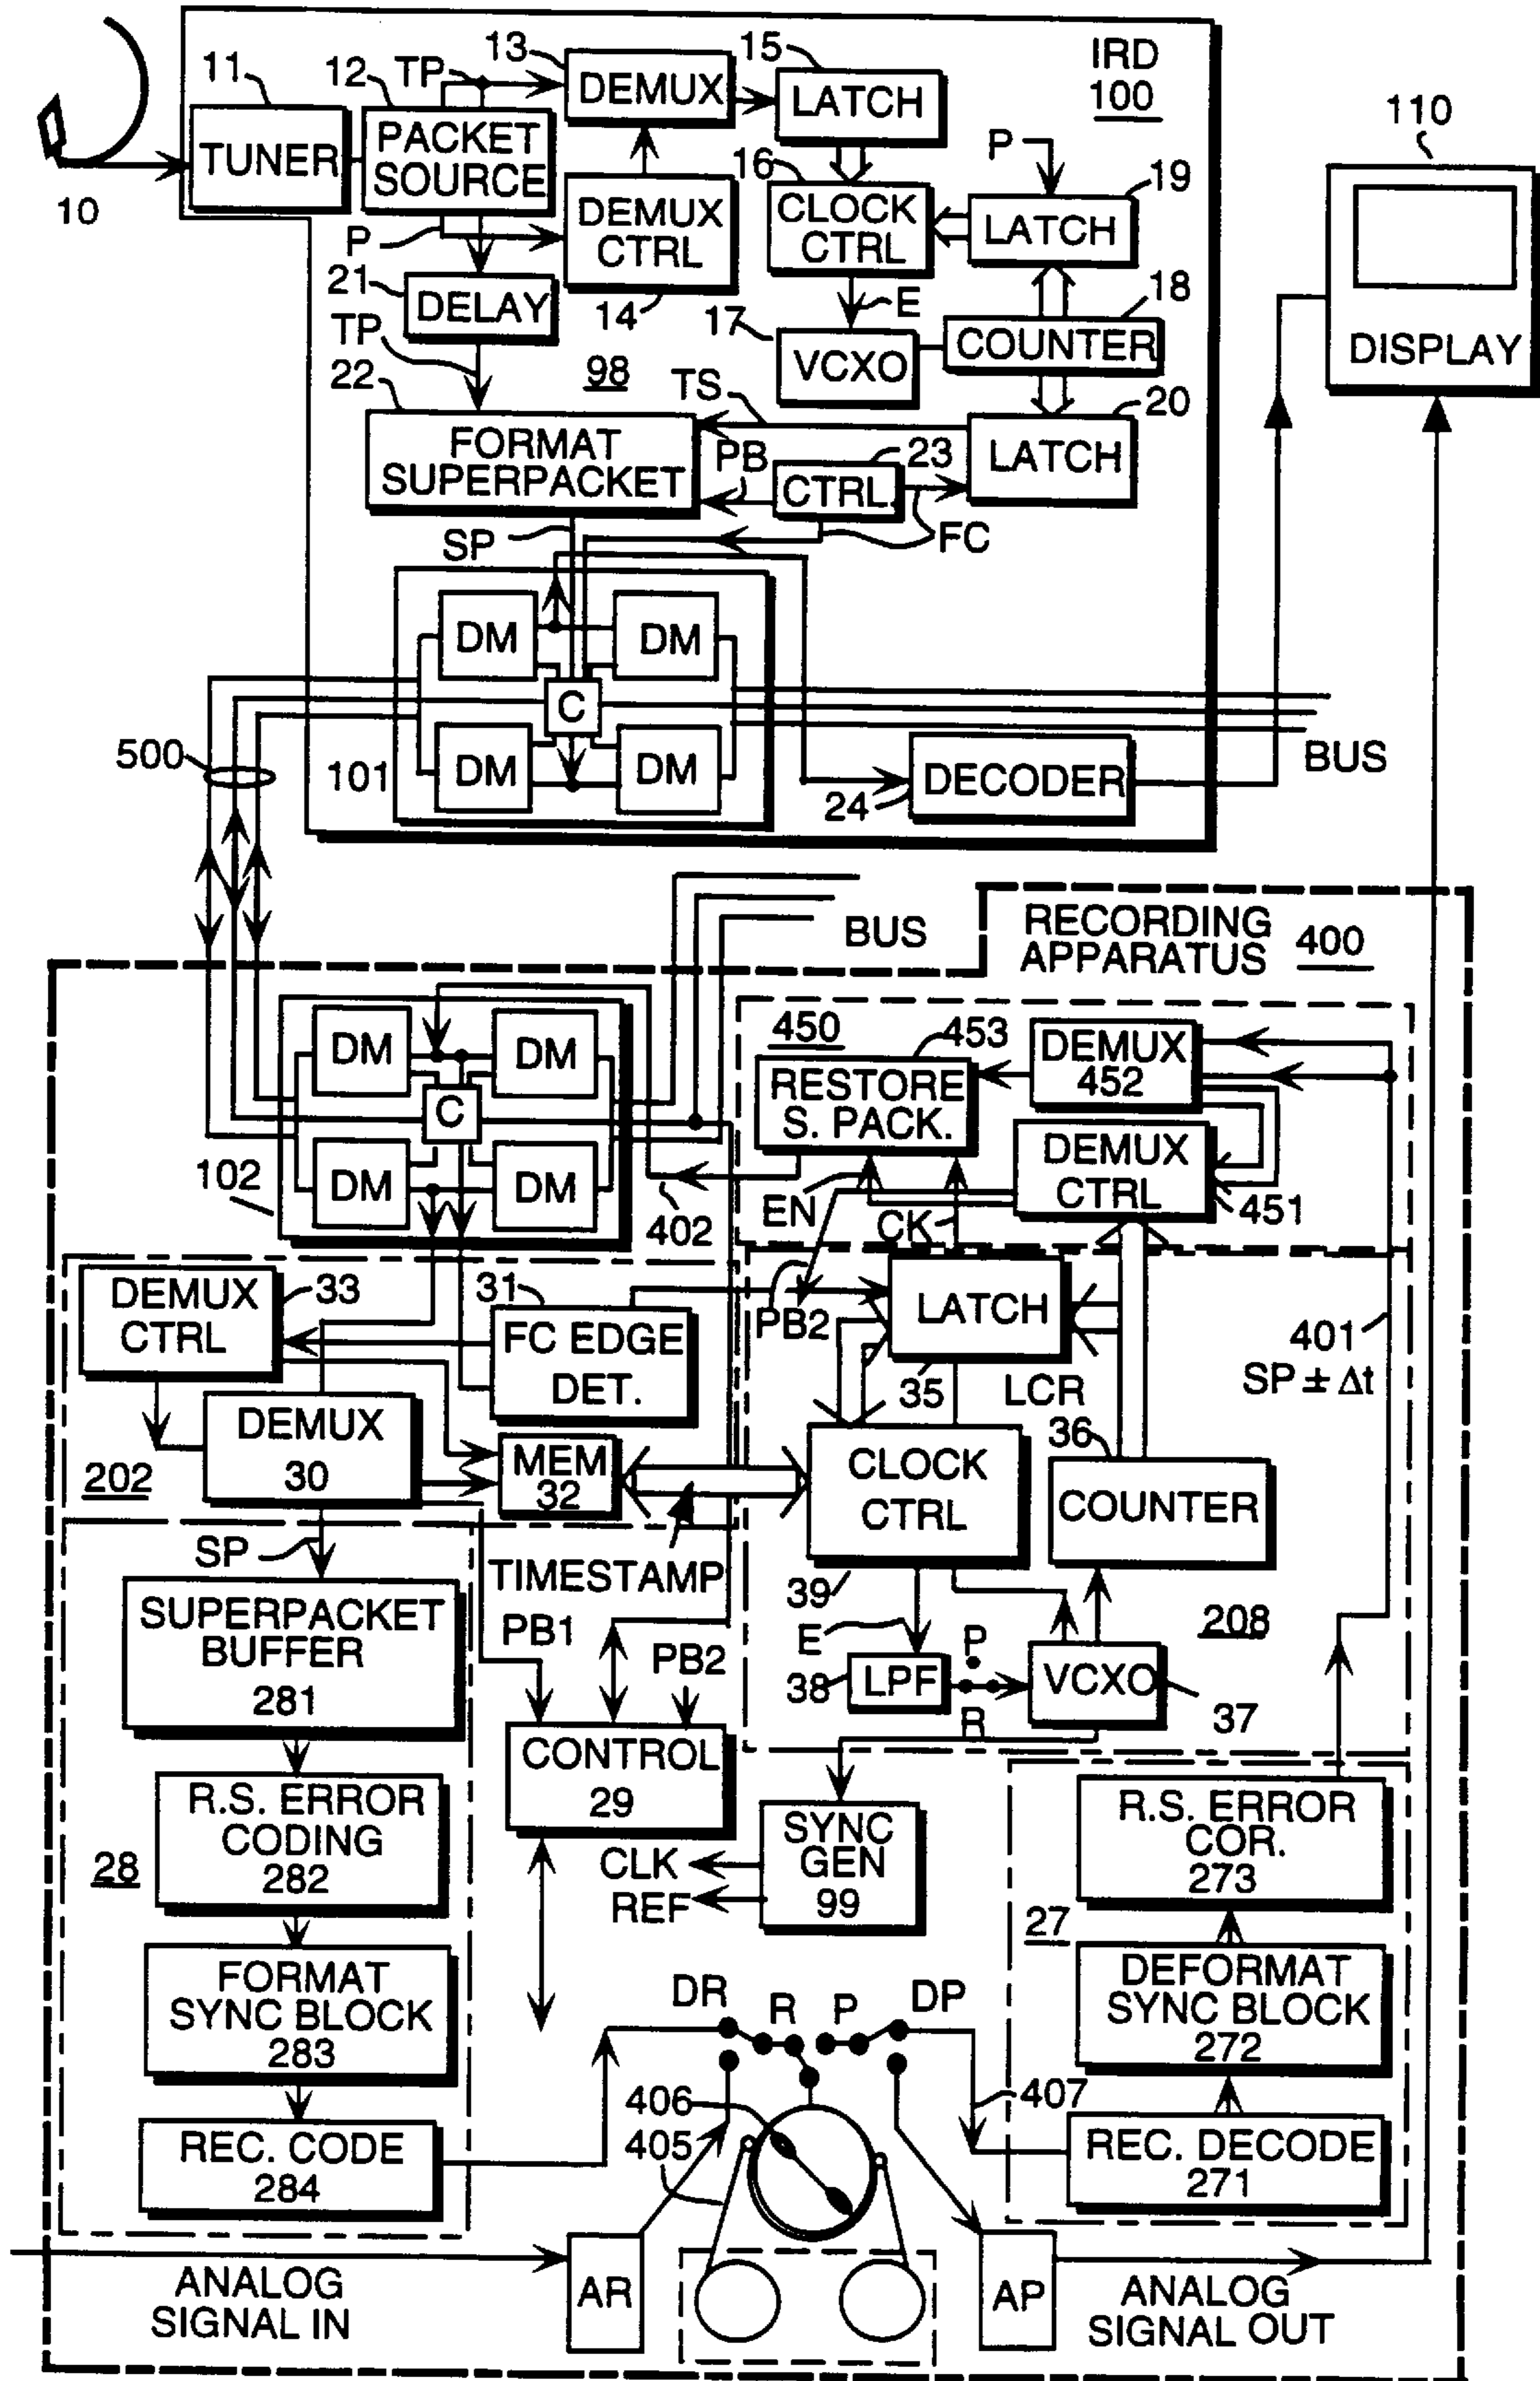 IRD
100
11
12
TP
13
15
110
TUNER
PACKET
SOURCE
DEMUX
LATCH
10
P
DEMUX
CTRL
14
16
CLOCK
CTRL
P
19
LATCH
21
DELAY
E
18
17
VCXO
COUNTER
DISPLAY
TP
22
98
TS
20
FORMAT
SUPERPACKET
PB
23
CTRL.
LATCH
SP
FC
DM
DM
C
DM
DM
500
101
24
DECODER
BUS
BUS
RECORDING
APPARATUS
400
DM
DM
C
DM
DM
102
402
450
453
RESTORE
S. PACK.
DEMUX
452
DEMUX
CTRL
451
EN
CK
33
DEMUX
CTRL
31
FC EDGE
DET.
PB2
LATCH
35
LCR
401
SP ± Δt
DEMUX
30
202
MEM
32
CLOCK
CTRL
36
COUNTER
SP
TIMESTAMP
39
SUPERPACKET
BUFFER
281
PB1
PB2
E
P
208
38
LPF
VCXO
37
R
CONTROL
29
R.S. ERROR
CODING
282
28
SYNC
GEN
99
CLK
REF
R.S. ERROR
COR.
273
27
FORMAT
SYNC BLOCK
283
DR
R
P
DP
DEFORMAT
SYNC BLOCK
272
406
405
407
REC. CODE
284
REC. DECODE
271
ANALOG
SIGNAL IN
AR
AP
ANALOG
SIGNAL OUT